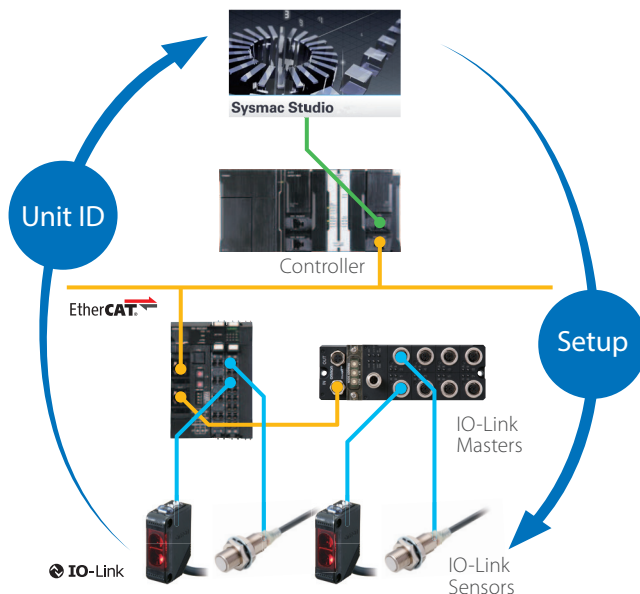 Sysmac Studio
Unit ID
Controller
EtherCAT®
Setup
IO-Link
Masters
IO-Link
IO-Link
Sensors